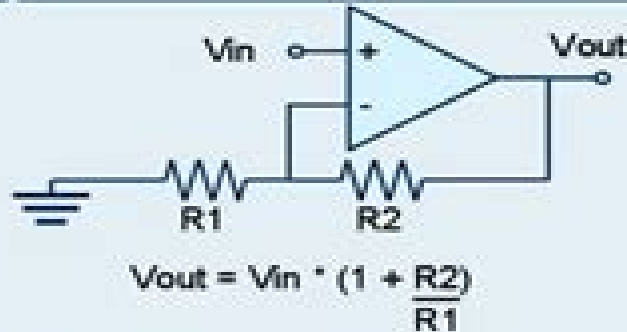 Vin
+
Vout
-
R1
R2
Vout = Vin * (1 + R2)
R1